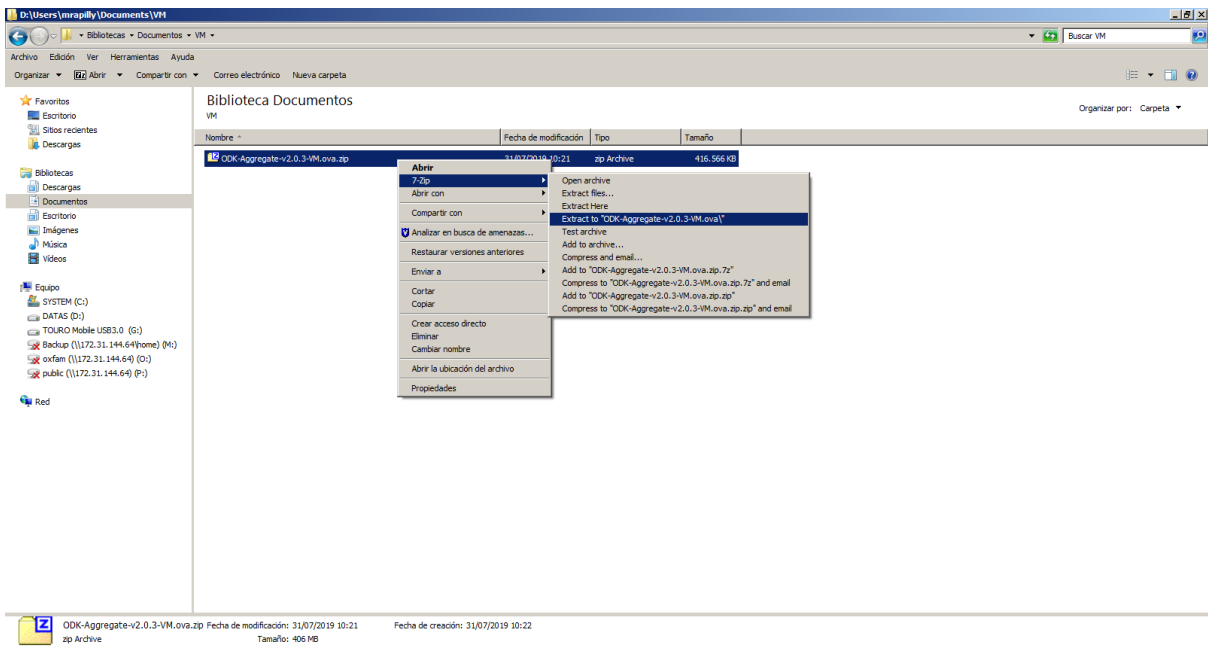 D:\Users\mrapilly\Documents\VM
Bibliotecas Documentos VM
Buscar VM
Archivo Edición Ver Herramientas Ayuda
Organizar Abrir Compartir con Correo electrónico Nueva carpeta
Favoritos
Escritorio
Sitios recientes
Descargas
Bibliotecas
Descargas
Documentos
Escritorio
Imágenes
Música
Vídeos
Equipo
SYSTEM (C:)
DATAS (D:)
TOURO Mobile USB3.0 (G:)
Backup (\\172.31.144.64\home) (M:)
oxfam (\\172.31.144.64) (O:)
public (\\172.31.144.64) (P:)
Red
Biblioteca Documentos
VM
Organizar por: Carpeta
Nombre Fecha de modificación Tipo Tamaño
ODK-Aggregate-v2.0.3-VM.ova.zip 31/07/2019 10:21 zip Archive 416.566 KB
Abrir
7-Zip
Abrir con
Compartir con
Analizar en busca de amenazas...
Restaurar versiones anteriores
Enviar a
Cortar
Copiar
Crear acceso directo
Eliminar
Cambiar nombre
Abrir la ubicación del archivo
Propiedades
Open archive
Extract files...
Extract Here
Extract to "ODK-Aggregate-v2.0.3-VM.ova\"
Test archive
Add to archive...
Compress and email...
Add to "ODK-Aggregate-v2.0.3-VM.ova.zip.7z"
Compress to "ODK-Aggregate-v2.0.3-VM.ova.zip.7z" and email
Add to "ODK-Aggregate-v2.0.3-VM.ova.zip.zip"
Compress to "ODK-Aggregate-v2.0.3-VM.ova.zip.zip" and email
ODK-Aggregate-v2.0.3-VM.ova.zip Fecha de modificación: 31/07/2019 10:21 Fecha de creación: 31/07/2019 10:22
zip Archive Tamaño: 406 MB